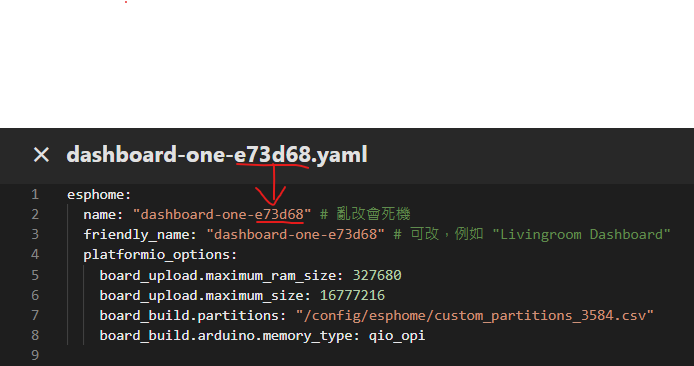 dashboard-one-e73d68.yaml
1 esphome:
2 name: "dashboard-one-e73d68" # 亂改會死機
3 friendly_name: "dashboard-one-e73d68" # 可改，例如 "Livingroom Dashboard"
4 platformio_options:
5 board_upload.maximum_ram_size: 327680
6 board_upload.maximum_size: 16777216
7 board_build.partitions: "/config/esphome/custom_partitions_3584.csv"
8 board_build.arduino.memory_type: qio_opi
9